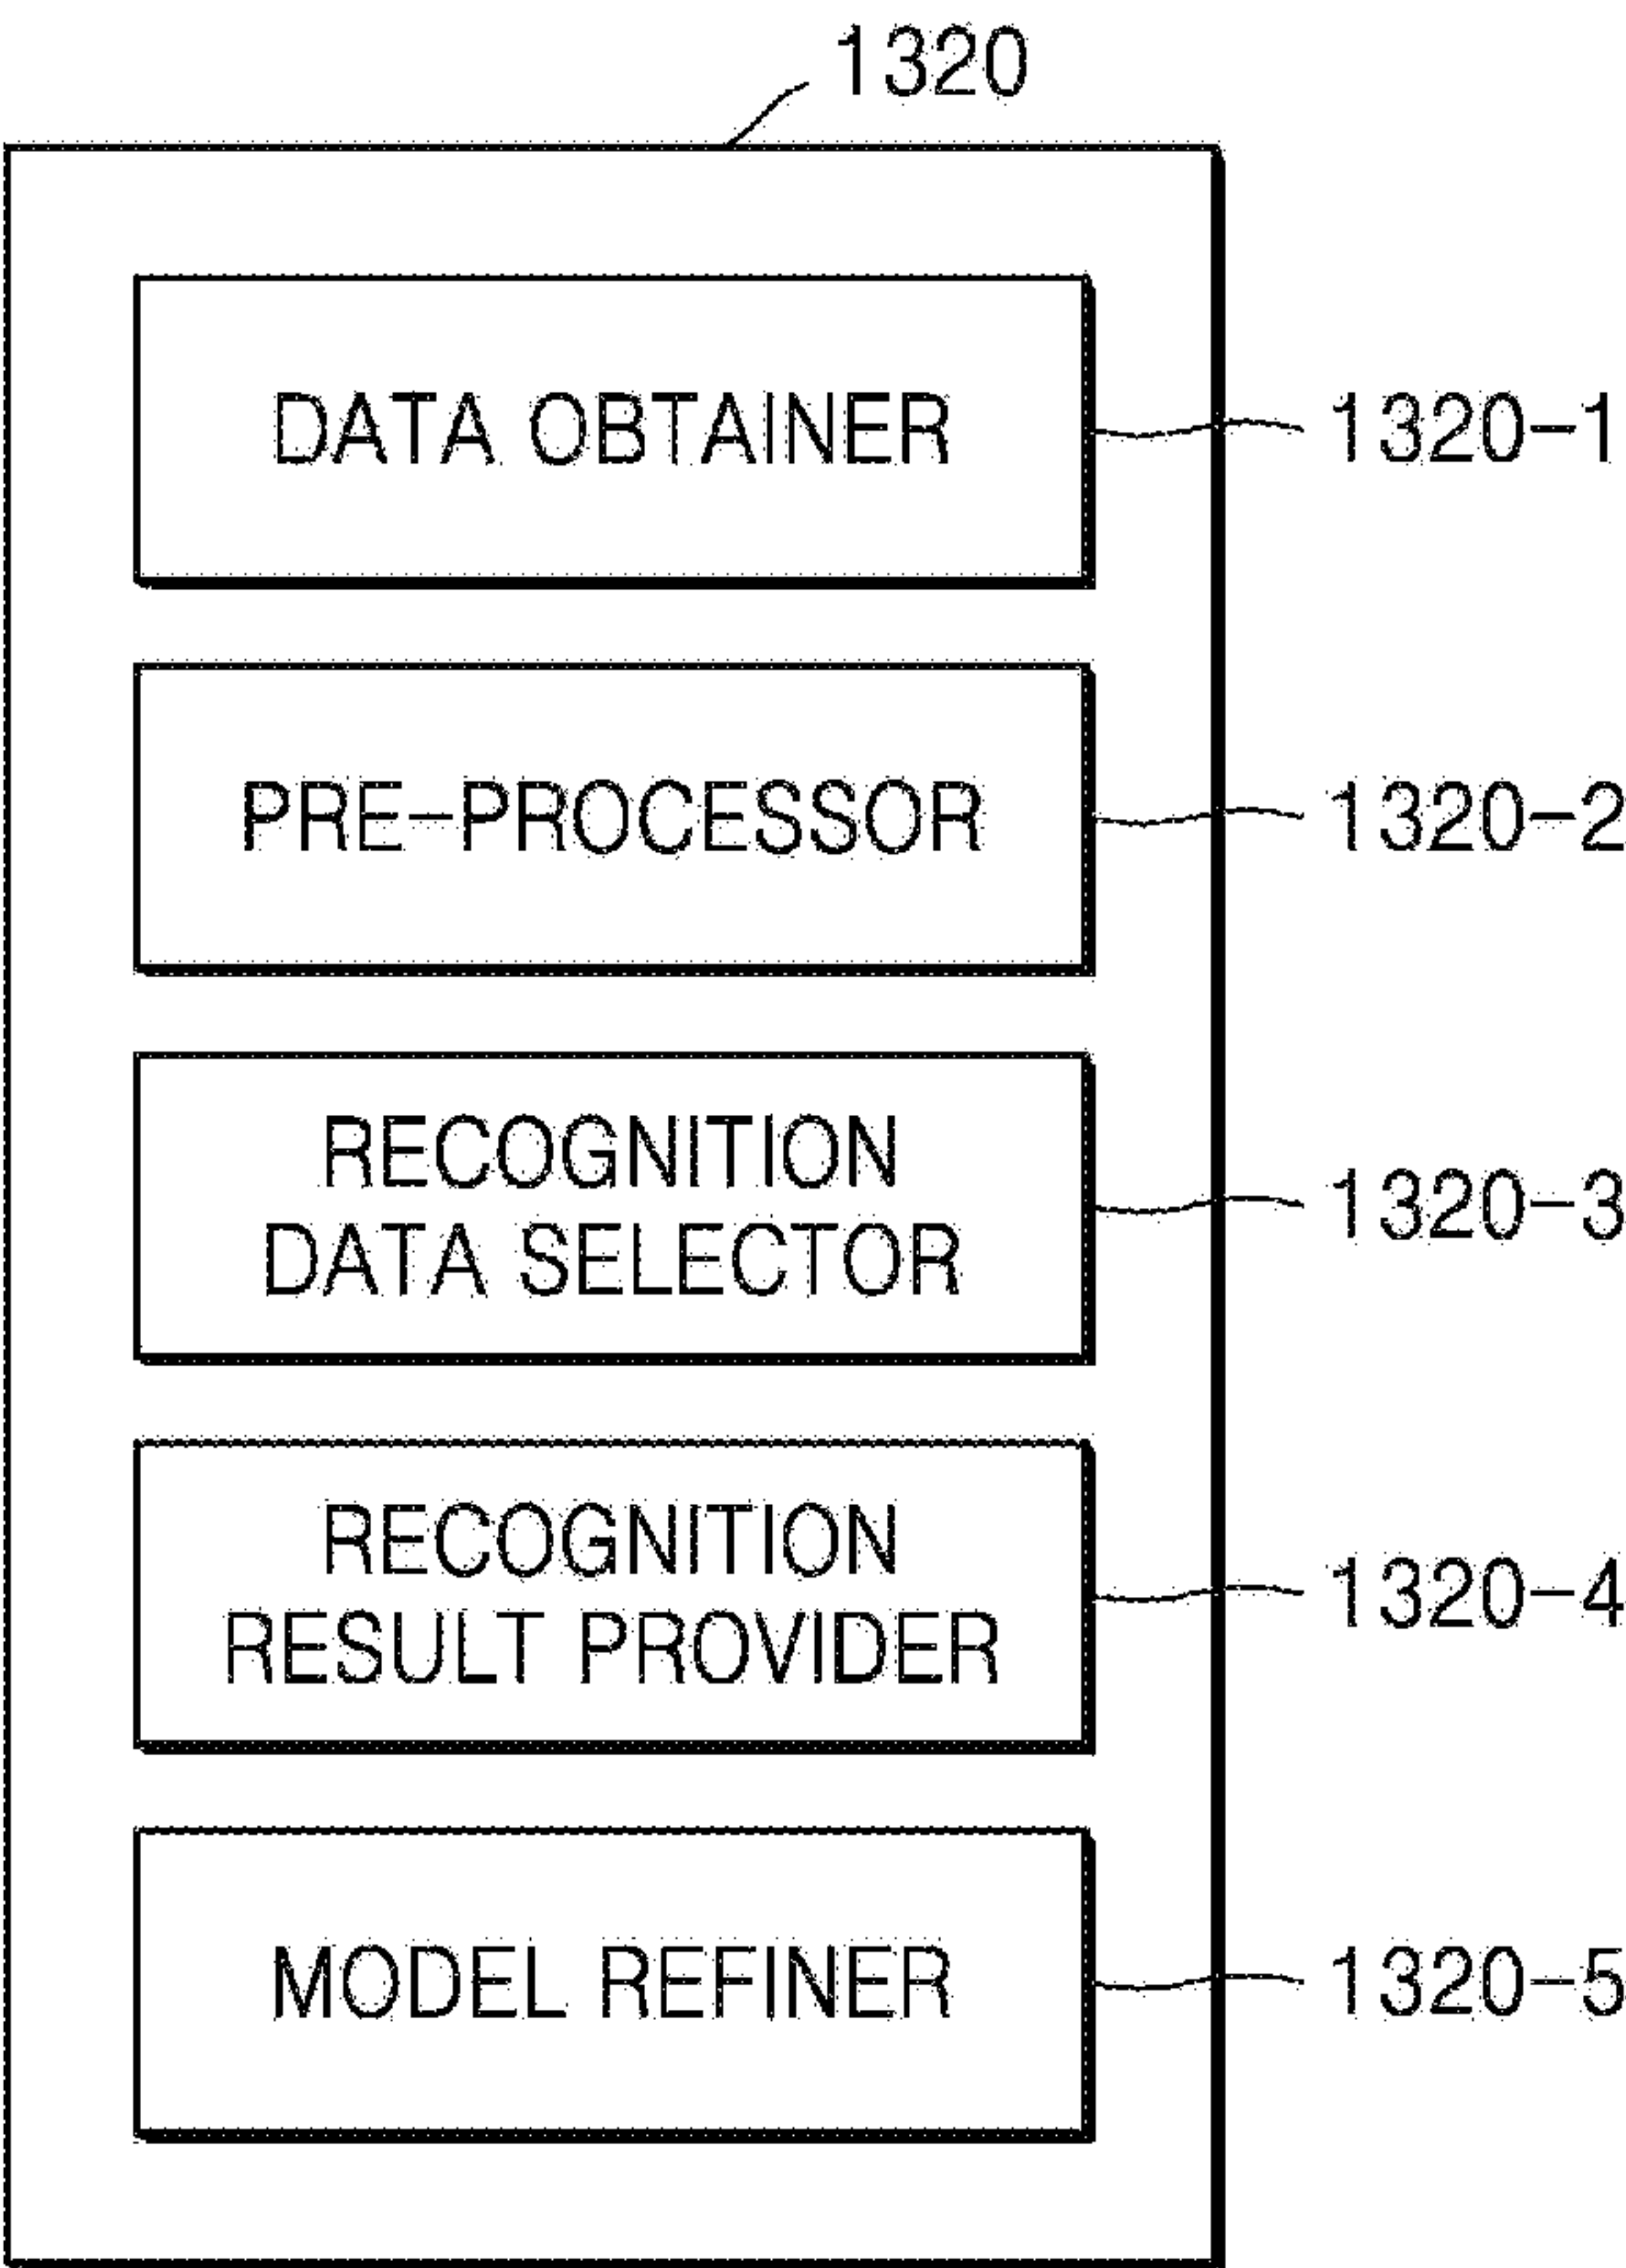 1320
DATA OBTAINER
1320-1
PRE-PROCESSOR
1320-2
RECOGNITION
DATA SELECTOR
1320-3
RECOGNITION
RESULT PROVIDER
1320-4
MODEL REFINER
1320-5